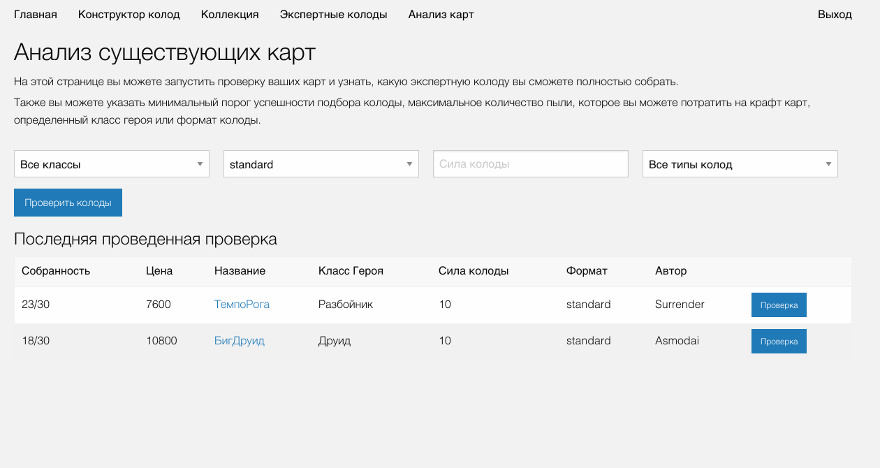 Главная Конструктор колод Коллекция Экспертные колоды Анализ карт Выход
Анализ существующих карт
На этой странице вы можете запустить проверку ваших карт и узнать, какую экспертную колоду вы сможете полностью собрать.
Также вы можете указать минимальный порог успешности подбора колоды, максимальное количество пыли, которое вы можете потратить на крафт карт,
определенный класс героя или формат колоды.
Все классы standard Сила колоды Все типы колод
Проверить колоды
Последняя проведенная проверка
Собранность Цена Название Класс Героя Сила колоды Формат Автор
23/30 7600 ТемпоРога Разбойник 10 standard Surrender Проверка
18/30 10800 БигДруид Друид 10 standard Asmodai Проверка